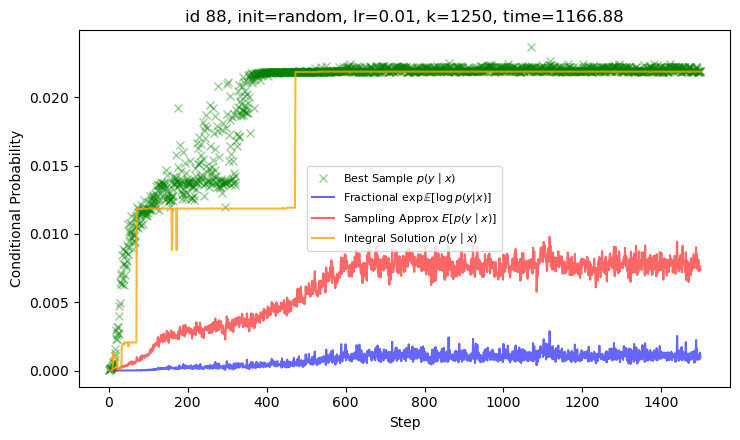 id 88, init=random, lr=0.01, k=1250, time=1166.88
Conditional Probability
0.020
0.015
0.010
0.005
0.000
Best Sample p(y | x)
Fractional exp𝔼[log p(y|x)]
Sampling Approx E[p(y | x)]
Integral Solution p(y | x)
0
200
400
600
800
1000
1200
1400
Step